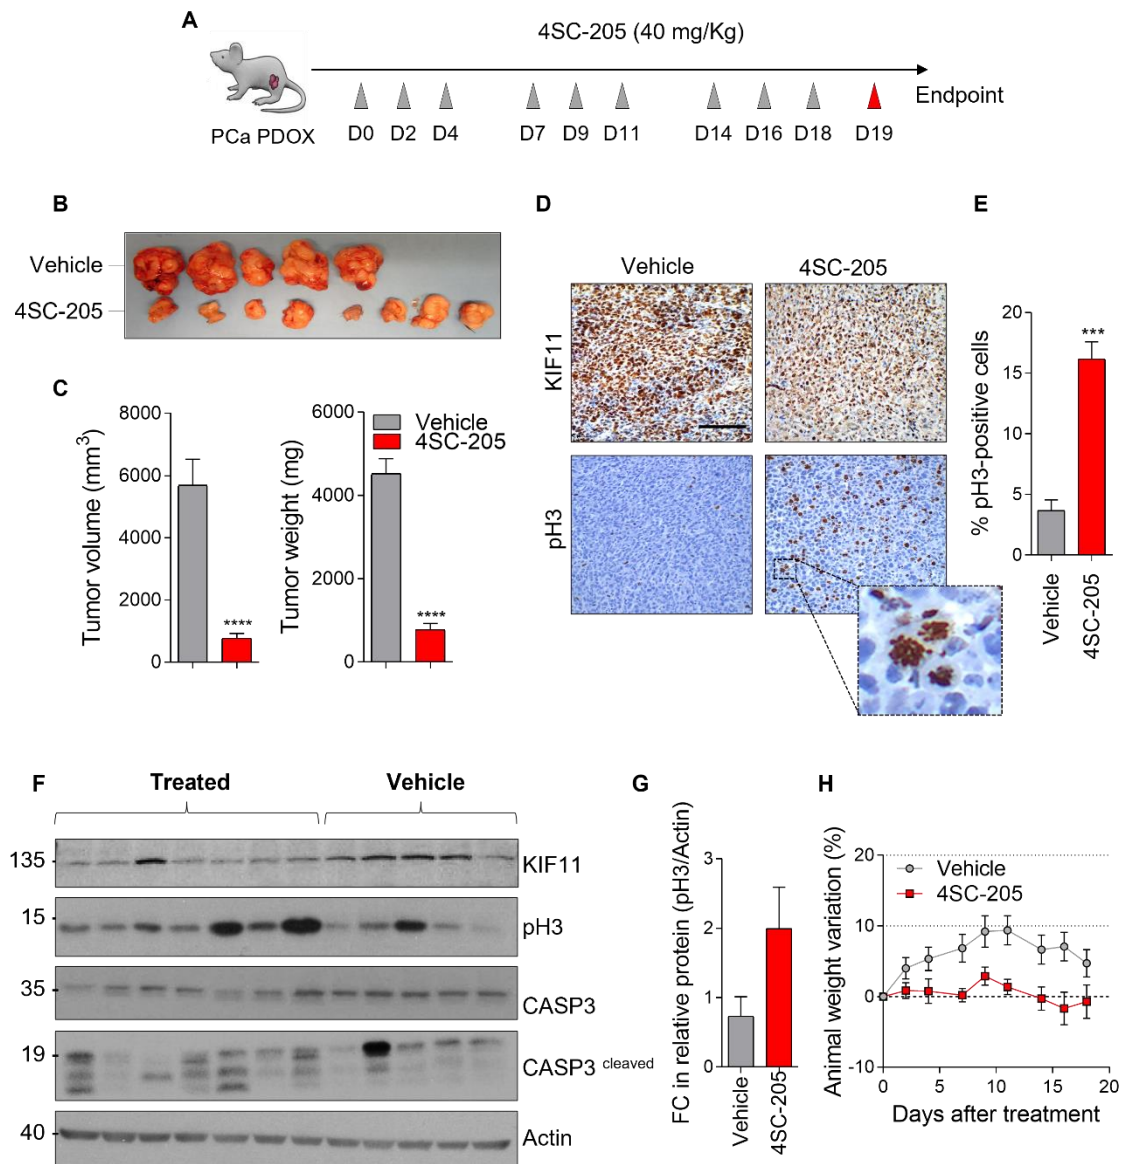 A
4SC-205 (40 mg/Kg)
Endpoint
PCa PDOX
D0 D2 D4 D7 D9 D11 D14 D16 D18 D19
B
Vehicle
4SC-205
C
Tumor volume (mm3)
8000
6000
4000
2000
0
****
Tumor weight (mg)
6000
4000
2000
0
Vehicle
4SC-205
****
D
Vehicle 4SC-205
KIF11
pH3
E
% pH3-positive cells
20
15
10
5
0
***
Vehicle
4SC-205
F
Treated Vehicle
135 KIF11
15 pH3
35 CASP3
19 CASP3 cleaved
40 Actin
G
FC in relative protein (pH3/Actin)
3
2
1
0
Vehicle
4SC-205
H
Animal weight variation (%)
20
10
0
-10
Vehicle
4SC-205
0 5 10 15 20
Days after treatment